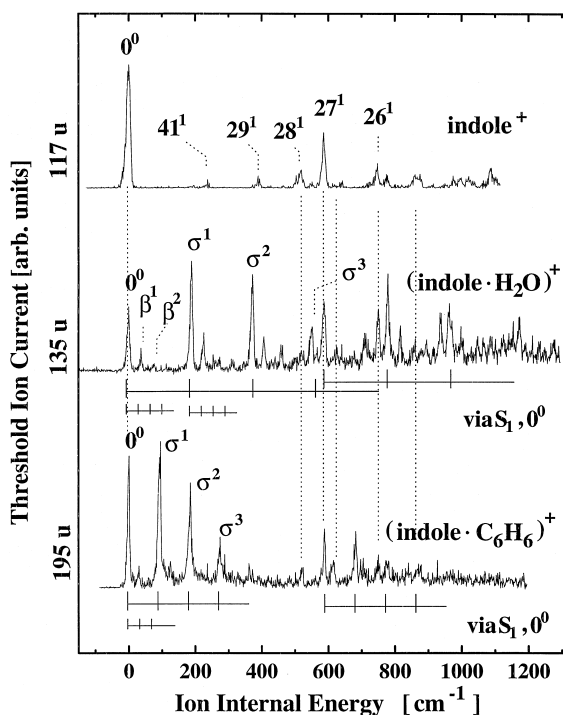 0⁰
41¹
29¹
28¹
27¹
26¹
indole⁺
117 u
0⁰
β¹
β²
σ¹
σ²
σ³
(indole·H₂O)⁺
135 u
via S₁, 0⁰
0⁰
σ¹
σ²
σ³
(indole·C₆H₆)⁺
195 u
via S₁, 0⁰
Threshold Ion Current [arb. units]
0 200 400 600 800 1000 1200
Ion Internal Energy [cm⁻¹]